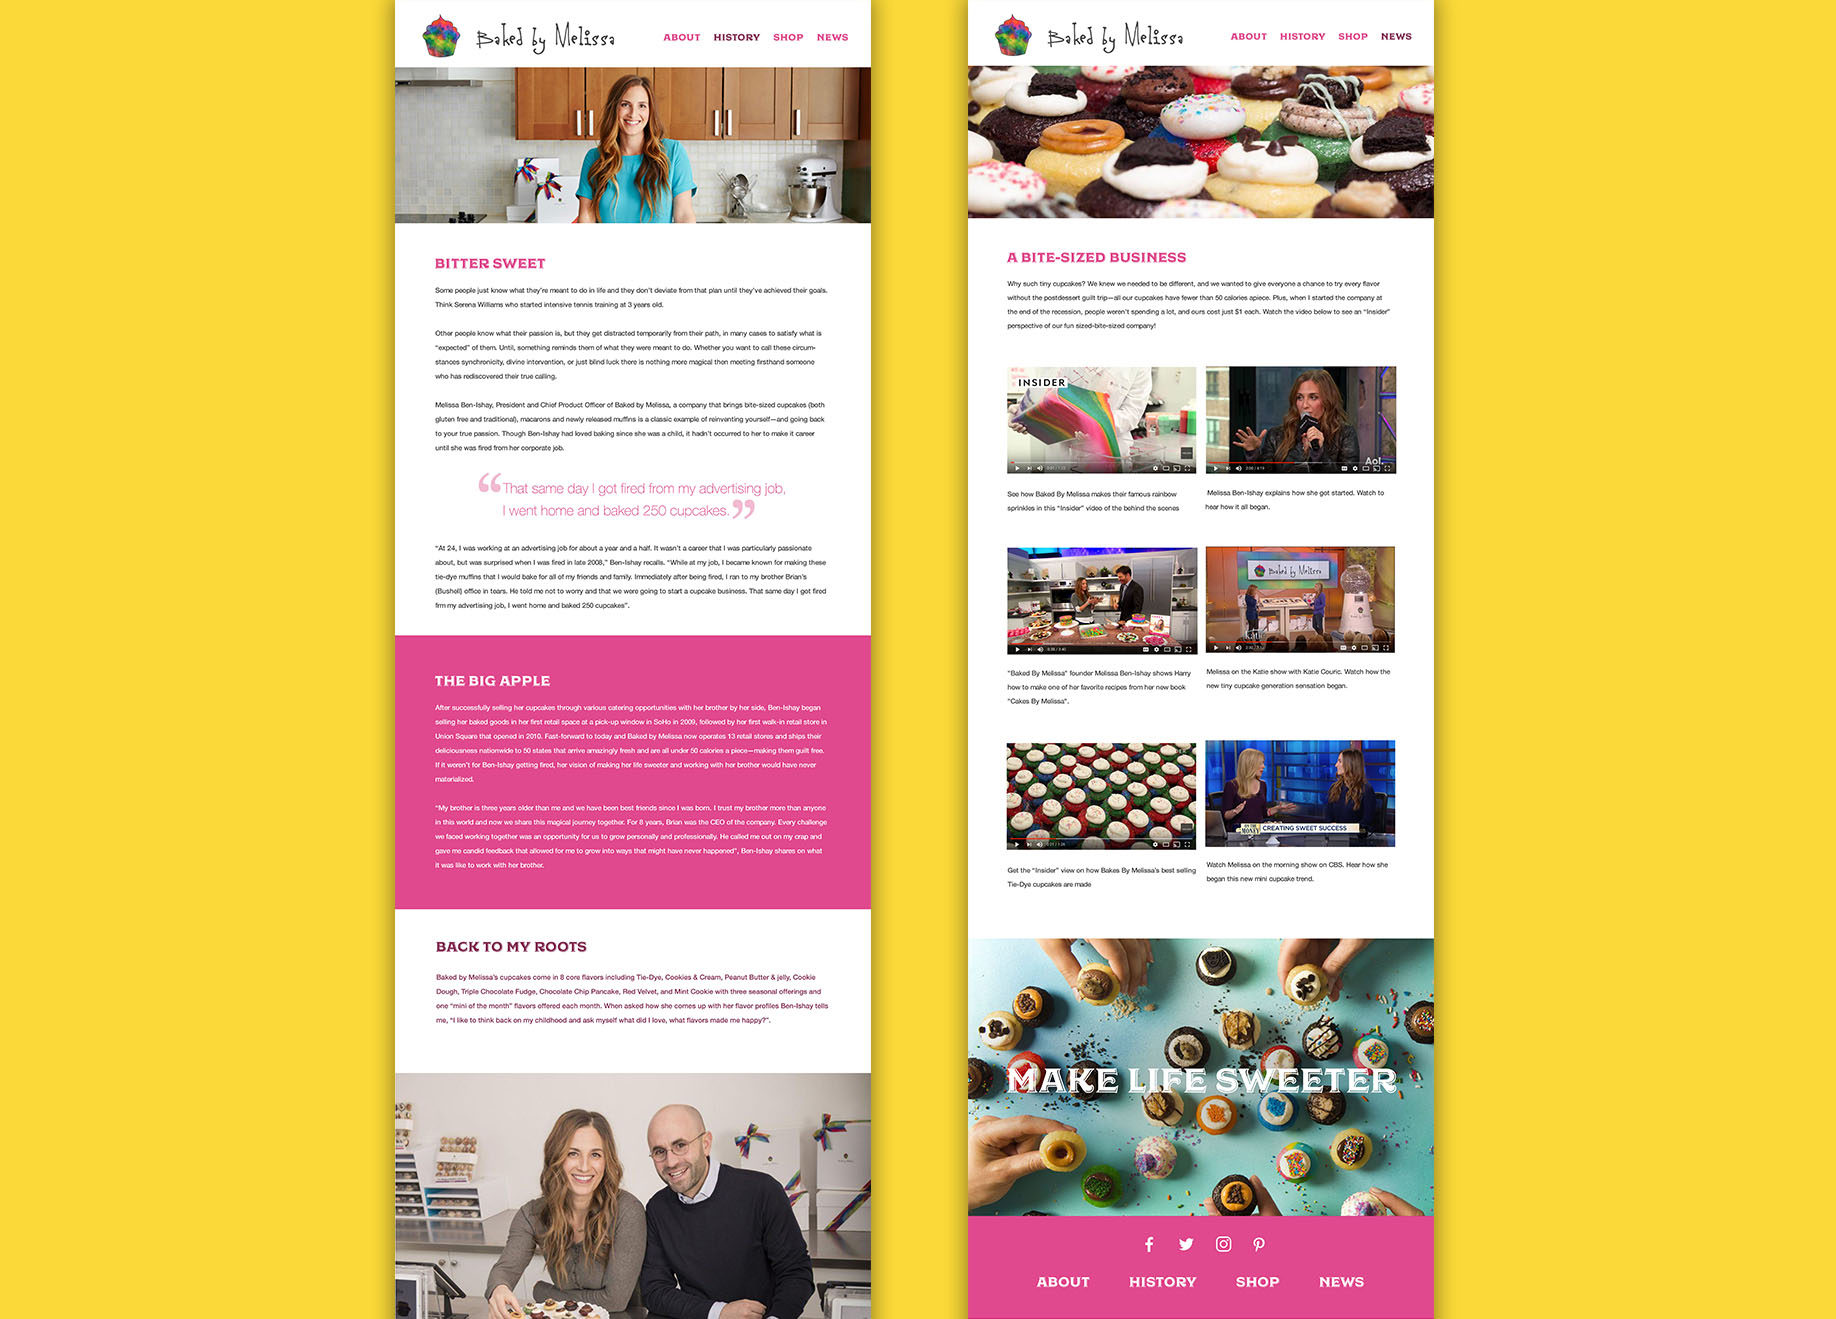 Baked by Melissa
ABOUT HISTORY SHOP NEWS
BITTER SWEET
Some people just know what they're meant to do in life and they don't deviate from that plan until they've achieved their goals.
Think Serena Williams who started intensive tennis training at 3 years old.
Other people know what their passion is, but they get distracted temporarily from their path, in many cases to satisfy what is
"expected" of them. Until, something reminds them of what they were meant to do. Whether you want to call these circum-
stances synchronicity, divine intervention, or just blind luck there is nothing more magical then meeting firsthand someone
who has rediscovered their true calling.
Melissa Ben-Ishay, President and Chief Product Officer of Baked by Melissa, a company that brings bite-sized cupcakes (both
gluten free and traditional), macarons and newly released muffins is a classic example of reinventing yourself—and going back
to your true passion. Though Ben-Ishay had loved baking since she was a child, it hadn't occurred to her to make it career
until she was fired from her corporate job.
“That same day I got fired from my advertising job,
I went home and baked 250 cupcakes.”
"At 24, I was working at an advertising job for about a year and a half. It wasn't a career that I was particularly passionate
about, but was surprised when I was fired in late 2008," Ben-Ishay recalls. "While at my job, I became known for making these
tie-dye muffins that I would bake for all of my friends and family. Immediately after being fired, I ran to my brother Brian's
(Bushell) office in tears. He told me not to worry and that we were going to start a cupcake business. That same day I got fired
frm my advertising job, I went home and baked 250 cupcakes".
THE BIG APPLE
After successfully selling her cupcakes through various catering opportunities with her brother by her side, Ben-Ishay began
selling her baked goods in her first retail space at a pick-up window in SoHo in 2009, followed by her first walk-in retail store in
Union Square that opened in 2010. Fast-forward to today and Baked by Melissa now operates 13 retail stores and ships their
deliciousness nationwide to 50 states that arrive amazingly fresh and are all under 50 calories a piece—making them guilt free.
If it weren't for Ben-Ishay getting fired, her vision of making her life sweeter and working with her brother would have never
materialized.
"My brother is three years older than me and we have been best friends since I was born. I trust my brother more than anyone
in this world and now we share this magical journey together. For 8 years, Brian was the CEO of the company. Every challenge
we faced working together was an opportunity for us to grow personally and professionally. He called me out on my crap and
gave me candid feedback that allowed for me to grow into ways that might have never happened", Ben-Ishay shares on what
it was like to work with her brother.
BACK TO MY ROOTS
Baked by Melissa's cupcakes come in 8 core flavors including Tie-Dye, Cookies & Cream, Peanut Butter & jelly, Cookie
Dough, Triple Chocolate Fudge, Chocolate Chip Pancake, Red Velvet, and Mint Cookie with three seasonal offerings and
one "mini of the month" flavors offered each month. When asked how she comes up with her flavor profiles Ben-Ishay tells
me, "I like to think back on my childhood and ask myself what did I love, what flavors made me happy?".
Baked by Melissa
ABOUT HISTORY SHOP NEWS
A BITE-SIZED BUSINESS
Why such tiny cupcakes? We knew we needed to be different, and we wanted to give everyone a chance to try every flavor
without the postdessert guilt trip—all our cupcakes have fewer than 50 calories apiece. Plus, when I started the company at
the end of the recession, people weren't spending a lot, and ours cost just $1 each. Watch the video below to see an "Insider"
perspective of our fun sized-bite-sized company!
INSIDER
Aol.
See how Baked By Melissa makes their famous rainbow
sprinkles in this "Insider" video of the behind the scenes
Melissa Ben-Ishay explains how she got started. Watch to
hear how it all began.
Baked by Melissa
Katie
"Baked By Melissa" founder Melissa Ben-Ishay shows Harry
how to make one of her favorite recipes from her new book
"Cakes By Melissa".
Melissa on the Katie show with Katie Couric. Watch how the
new tiny cupcake generation sensation began.
ON THE MONEY
CREATING SWEET SUCCESS
Get the "Insider" view on how Bakes By Melissa's best selling
Tie-Dye cupcakes are made
Watch Melissa on the morning show on CBS. Hear how she
began this new mini cupcake trend.
MAKE LIFE SWEETER
ABOUT HISTORY SHOP NEWS